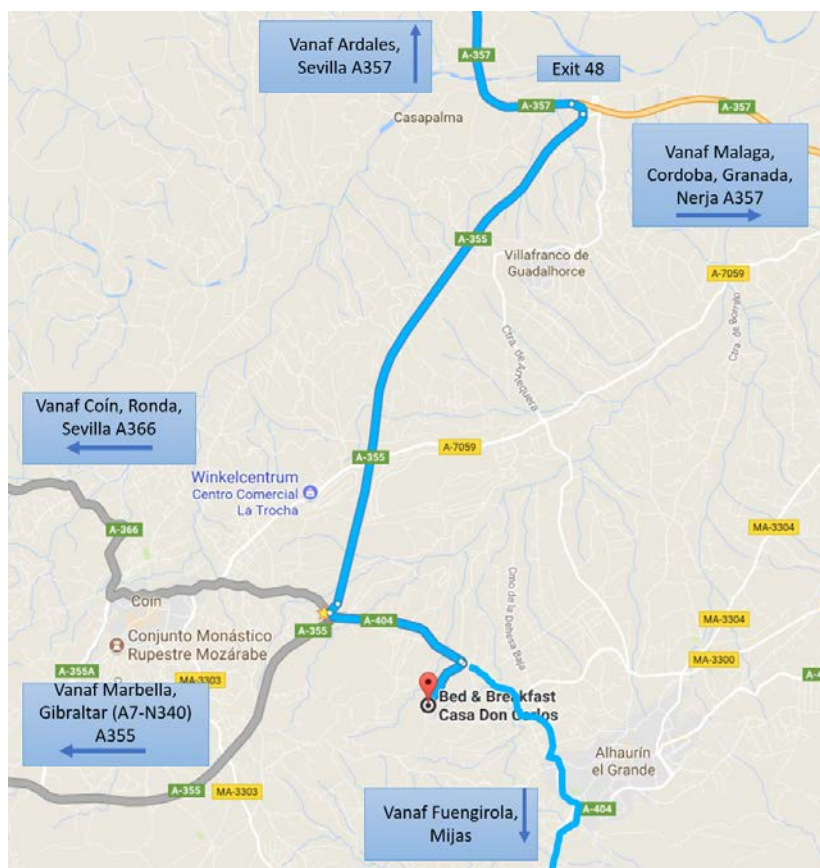 Vanaf Ardales,
Sevilla A357
A-357
Exit 48
A-357
A-357
Casapalma
Vanaf Malaga,
Cordoba, Granada,
Nerja A357
A-355
Villafranco de
Guadalhorce
A-7059
Ctra. de Borrilo
Ctra. de Antequera
Vanaf Coín, Ronda,
Sevilla A366
A-7059
A-355
Winkelcentrum
Centro Comercial
La Trocha
MA-3304
A-366
Coín
A-404
Cmo de la Dehesa Baja
A-355
MA-3304
Conjunto Monástico
Rupestre Mozárabe
MA-3300
A-355A
MA-3303
Vanaf Marbella,
Gibraltar (A7-N340)
A355
Bed & Breakfast
Casa Don Carlos
Alhaurín
el Grande
A-355
MA-3303
Vanaf Fuengirola,
Mijas
A-404